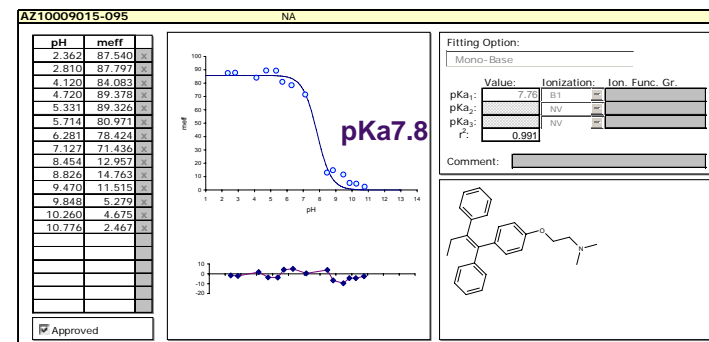 AZ10009015-095 NA
pH meff
2.362 87.540 x
2.810 87.797 x
4.120 84.083 x
4.720 89.378 x
5.331 89.326 x
5.714 80.971 x
6.281 78.424 x
7.127 71.436 x
8.454 12.957 x
8.826 14.763 x
9.470 11.515 x
9.848 5.279 x
10.260 4.675 x
10.776 2.467 x
Approved
100
90
80
70
60
50
40
30
20
10
0
meff
1 2 3 4 5 6 7 8 9 10 11 12 13 14
pH
pKa7.8
10
0
-10
-20
Fitting Option:
Mono-Base
Value: Ionization: Ion. Func. Gr.
pKa1: 7.76 B1
pKa2: NV
pKa3: NV
r2: 0.991
Comment:
O
N